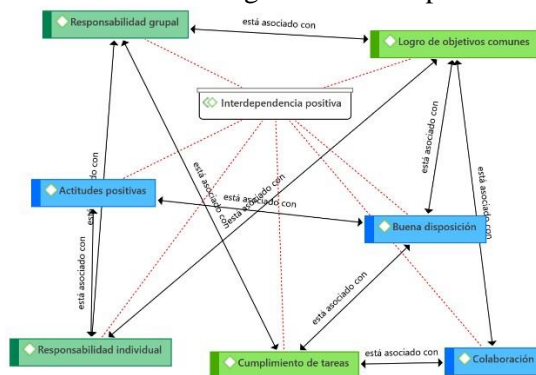 Responsabilidad grupal
está asociado con
Logro de objetivos comunes
Interdependencia positiva
está asociado con
está asociado con
está asociado con
está asociado con
está asociado con
Actitudes positivas
está asociado con
está asociado con
Buena disposición
está asociado con
está asociado con
Responsabilidad individual
Cumplimiento de tareas
está asociado con
Colaboración